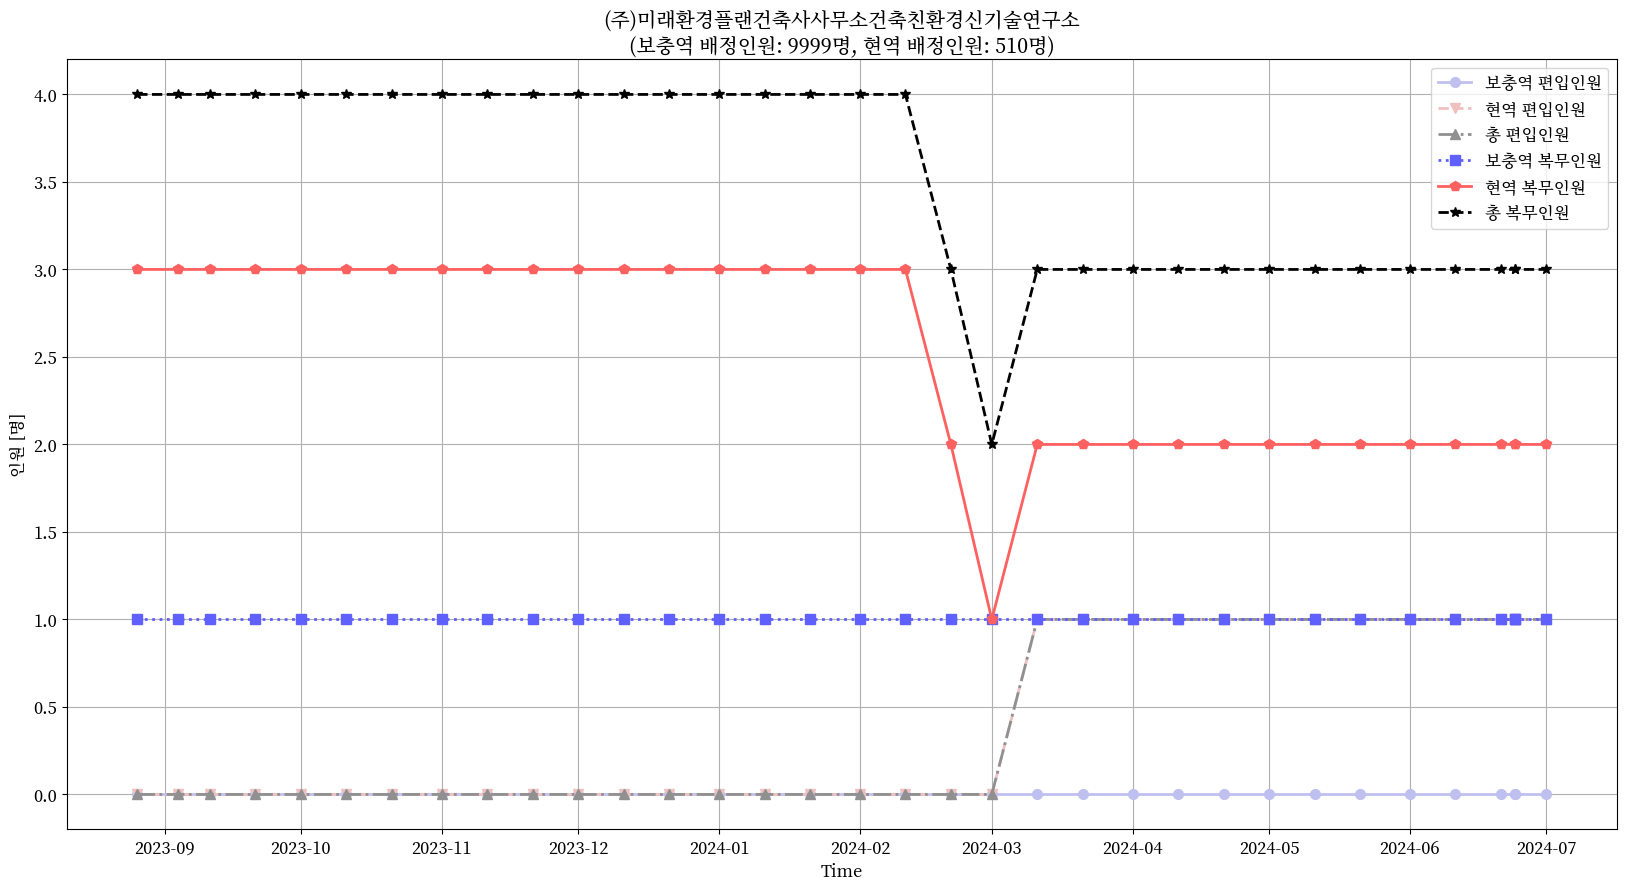 (주)미래환경플랜건축사사무소건축친환경신기술연구소
(보충역 배정인원: 9999명, 현역 배정인원: 510명)
보충역 편입인원
현역 편입인원
총 편입인원
보충역 복무인원
현역 복무인원
총 복무인원
4.0
3.5
3.0
2.5
2.0
1.5
1.0
0.5
0.0
인원 [명]
2023-09
2023-10
2023-11
2023-12
2024-01
2024-02
2024-03
2024-04
2024-05
2024-06
2024-07
Time